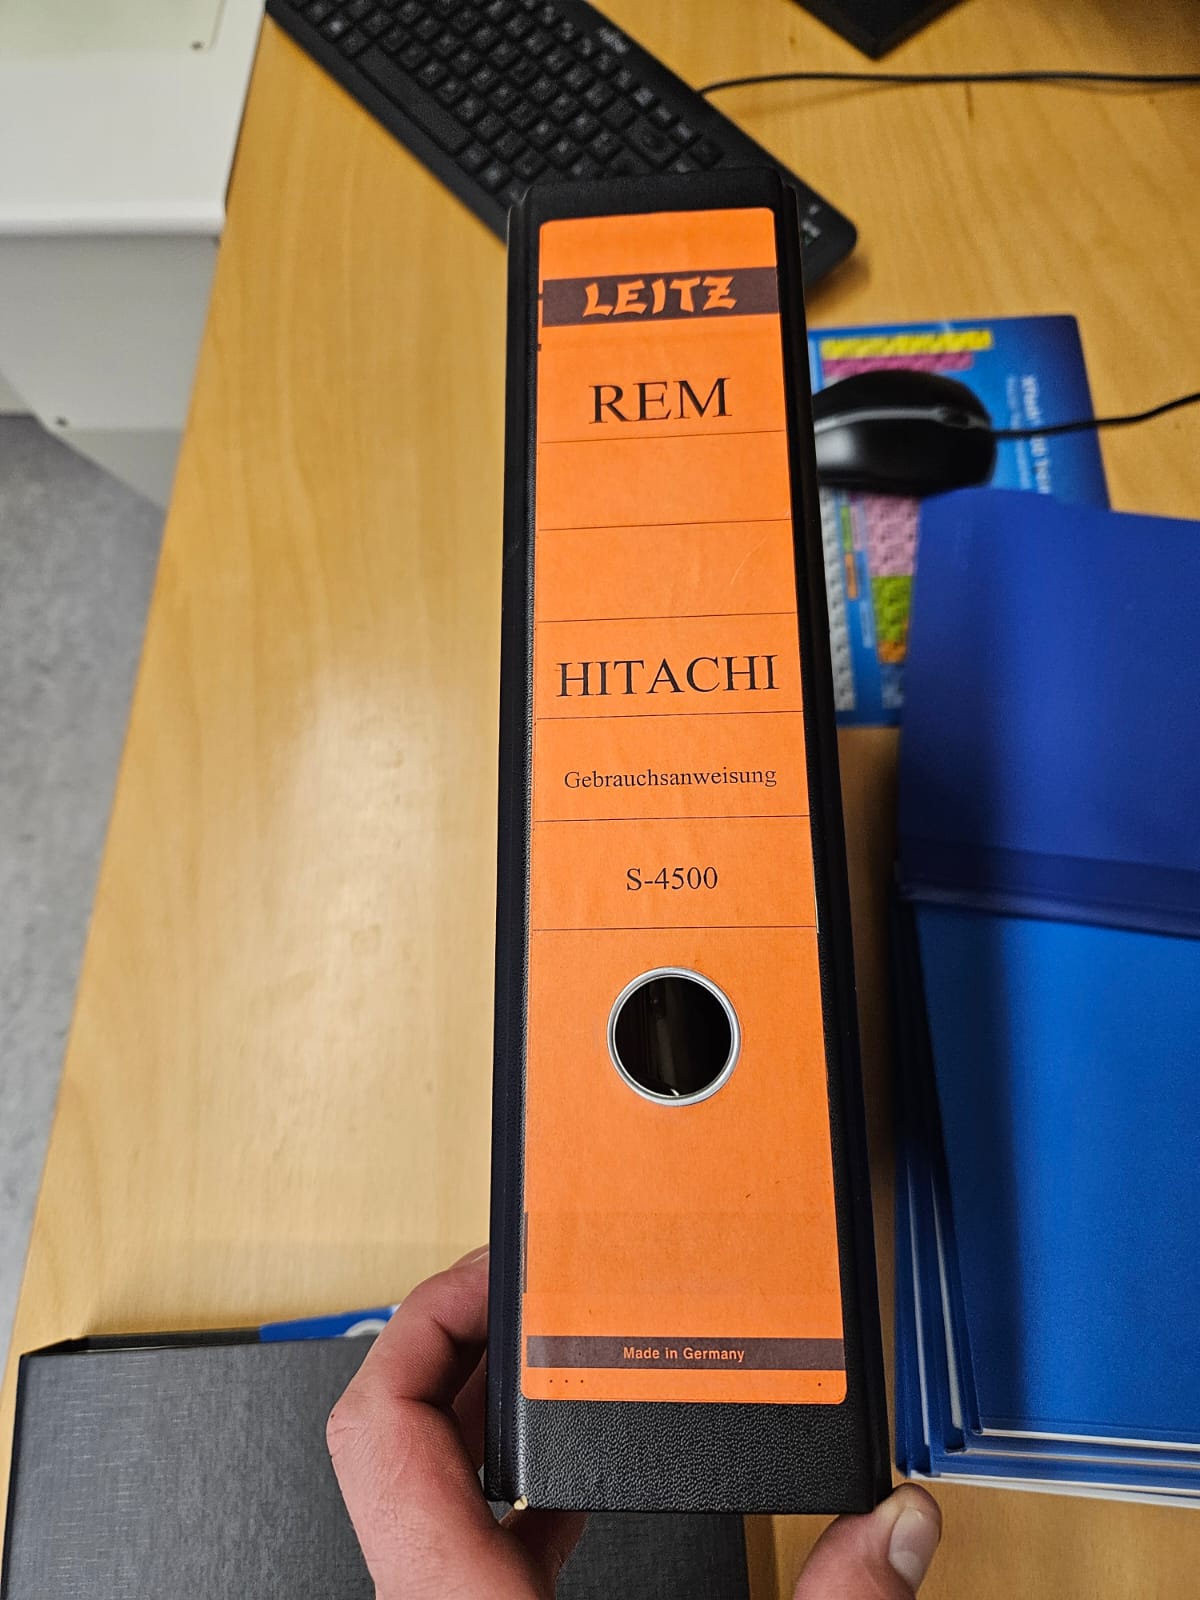 LEITZ
REM
HITACHI
Gebrauchsanweisung
S-4500
Made in Germany